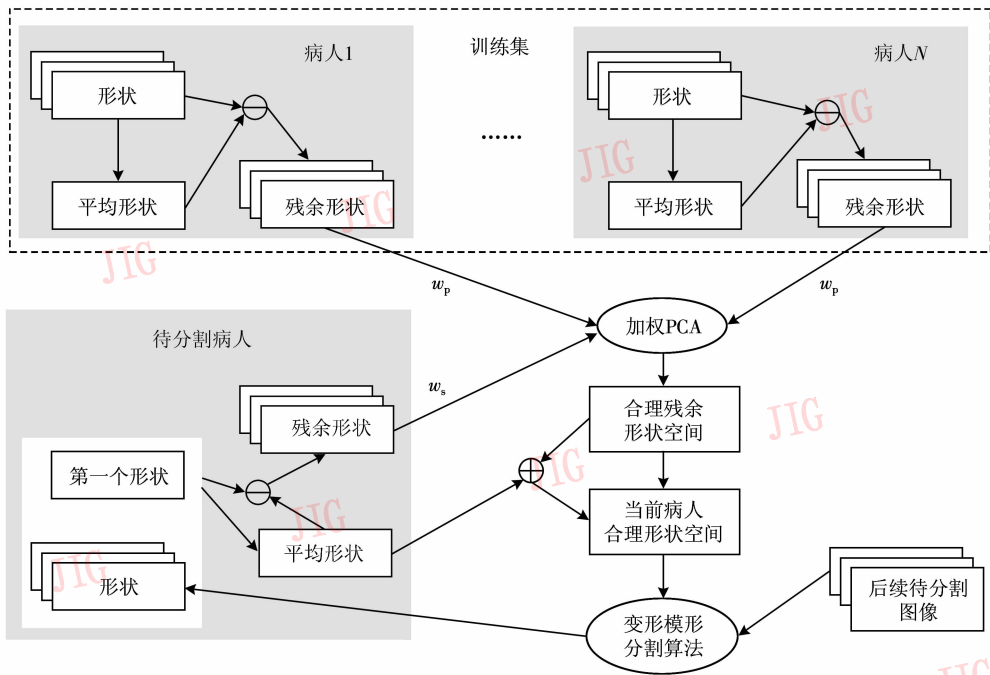 病人1
训练集
病人N
形状
形状
……
平均形状
残余形状
平均形状
残余形状
JIG
JIG
JIG
JIG
wp
wp
加权PCA
待分割病人
ws
残余形状
合理残余
形状空间
JIG
第一个形状
JIG
JIG
当前病人
合理形状空间
平均形状
形状
JIG
后续待分割
图像
变形模形
分割算法
JIG